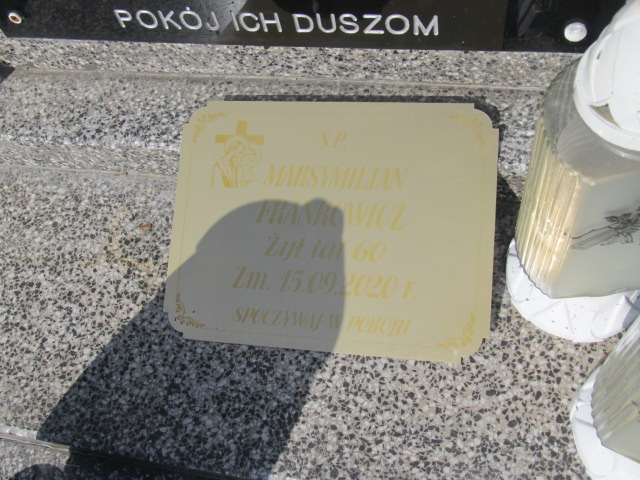 POKÓJ ICH DUSZOM
Ś.P.
MAKSYMILIAN
FRANKOWICZ
Żył lat 60
Zm. 15.09.2020 r.
SPOCZYWAJ W POKOJU